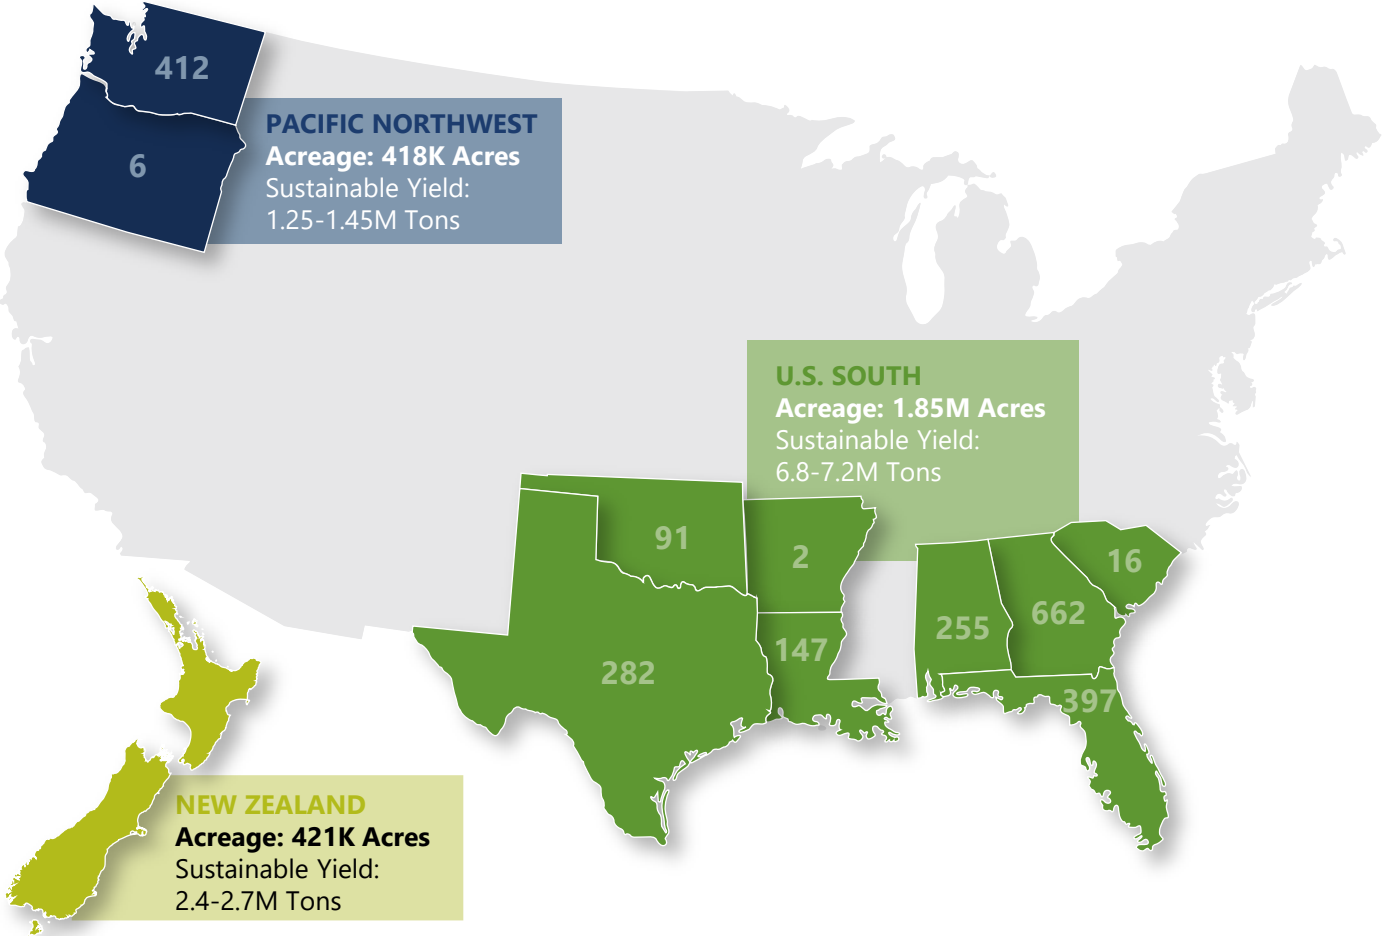 412
6
PACIFIC NORTHWEST
Acreage: 418K Acres
Sustainable Yield:
1.25-1.45M Tons
U.S. SOUTH
Acreage: 1.85M Acres
Sustainable Yield:
6.8-7.2M Tons
91
2
16
255
662
147
282
397
NEW ZEALAND
Acreage: 421K Acres
Sustainable Yield:
2.4-2.7M Tons